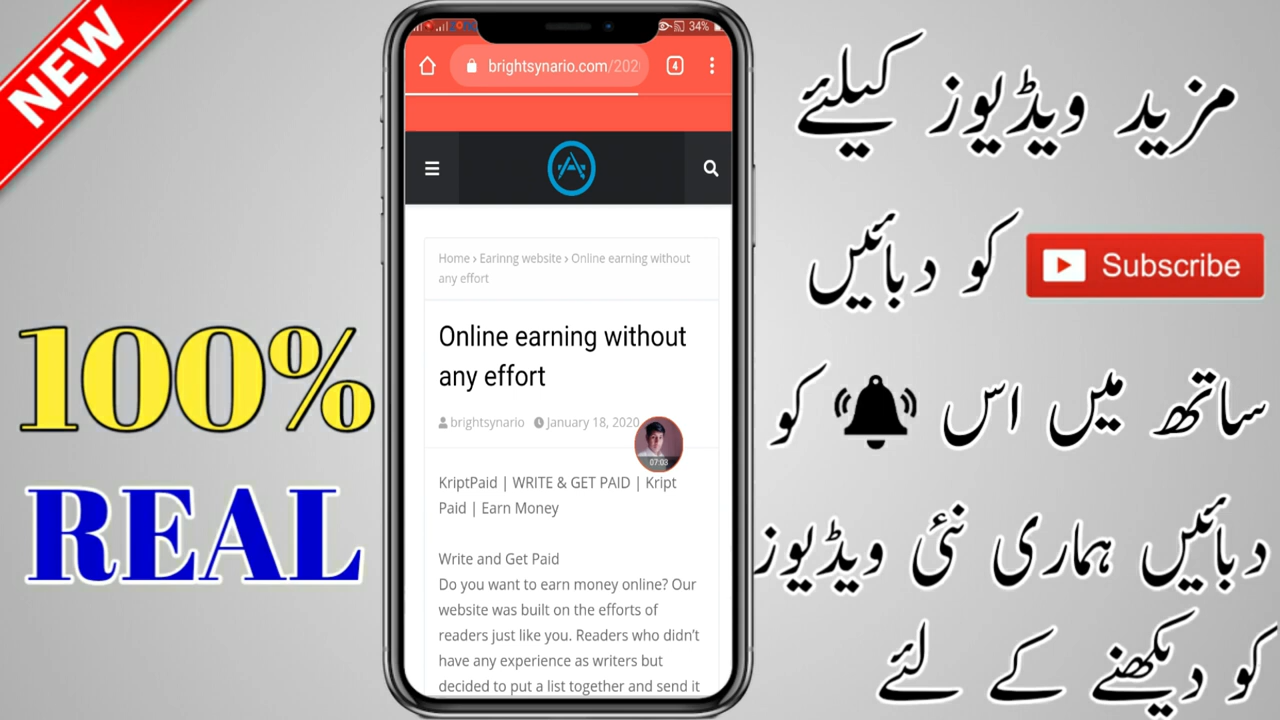 NEW
100%
REAL
34%
brightsynario.com/202
4
Home › Earinng website › Online earning without
any effort
Online earning without
any effort
brightsynario January 18, 2020
07:03
KriptPaid | WRITE & GET PAID | Kript
Paid | Earn Money
Write and Get Paid
Do you want to earn money online? Our
website was built on the efforts of
readers just like you. Readers who didn’t
have any experience as writers but
decided to put a list together and send it
مزید ویڈیوز کیلئے
Subscribe کو دبائیں
ساتھ میں اس کو
دبائیں ہماری نئی ویڈیوز
کو دیکھنے کے لئے